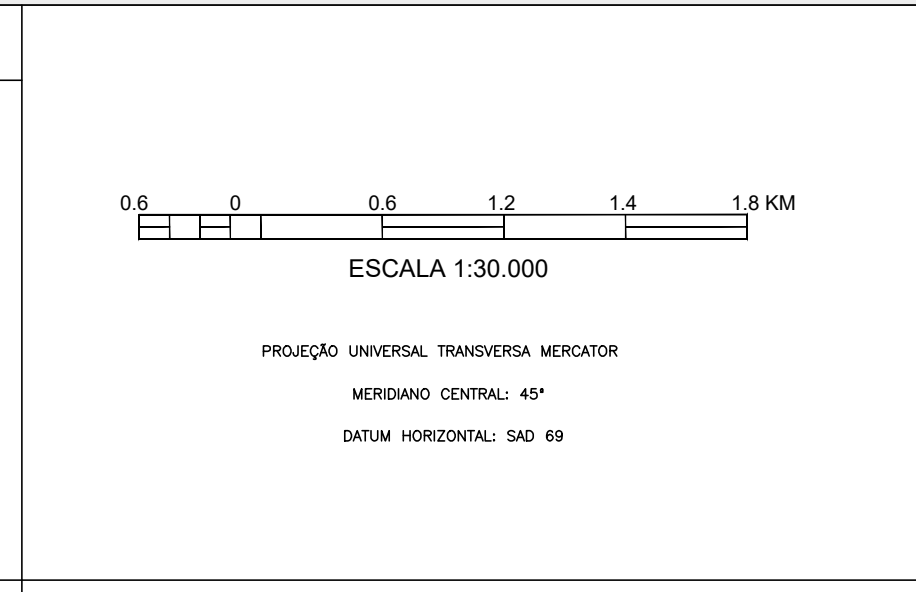 0.6 0 0.6 1.2 1.4 1.8 KM
ESCALA 1:30.000
PROJEÇÃO UNIVERSAL TRANSVERSA MERCATOR
MERIDIANO CENTRAL: 45°
DATUM HORIZONTAL: SAD 69